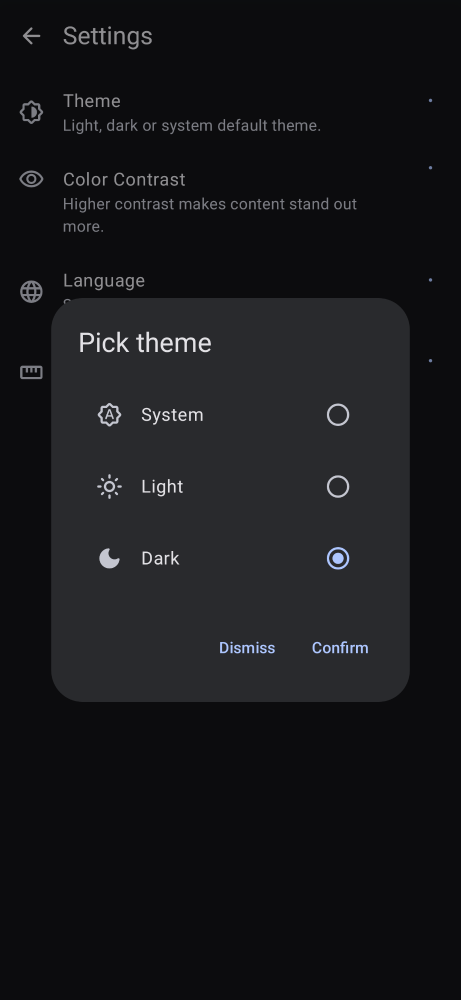 Settings
Theme
Light, dark or system default theme.
Color Contrast
Higher contrast makes content stand out
more.
Language
Pick theme
System
Light
Dark
Dismiss
Confirm